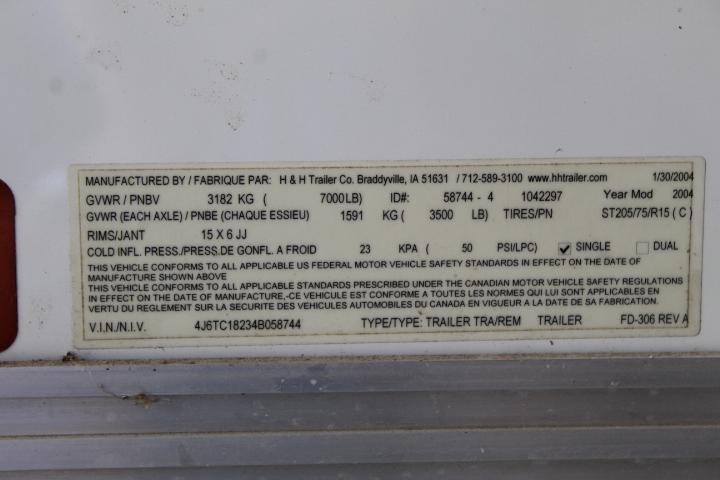 MANUFACTURED BY / FABRIQUE PAR: H & H Trailer Co. Braddyville, IA 51631 / 712-589-3100 www.hhtrailer.com 1/30/2004
GVWR / PNBV 3182 KG ( 7000 LB) ID#: 58744 - 4 1042297 Year Mod 2004
GVWR (EACH AXLE) / PNBE (CHAQUE ESSIEU) 1591 KG ( 3500 LB) TIRES/PN ST205/75/R15 ( C )
RIMS/JANT 15 X 6 JJ
COLD INFL. PRESS./PRESS.DE GONFL. A FROID 23 KPA ( 50 PSI/LPC) SINGLE DUAL
THIS VEHICLE CONFORMS TO ALL APPLICABLE US FEDERAL MOTOR VEHICLE SAFETY STANDARDS IN EFFECT ON THE DATE OF
MANUFACTURE SHOWN ABOVE
THIS VEHICLE CONFORMS TO ALL APPLICABLE STANDARDS PRESCRIBED UNDER THE CANADIAN MOTOR VEHICLE SAFETY REGULATIONS
IN EFFECT ON THE DATE OF MANUFACTURE,-CE VEHICULE EST CONFORME A TOUTES LES NORMES QUI LUI SONT APPLICABLES EN
VERTU DU REGLEMENT SUR LA SECURITE DES VEHICULES AUTOMOBILES DU CANADA EN VIGUEUR A LA DATE DE SA FABRICATION.
V.I.N./N.I.V. 4J6TC18234B058744 TYPE/TYPE: TRAILER TRA/REM TRAILER FD-306 REV A